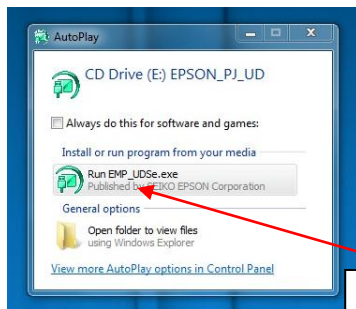 AutoPlay
CD Drive (E:) EPSON_PJ_UD
Always do this for software and games:
Install or run program from your media
Run EMP_UDSe.exe
Published by SEIKO EPSON Corporation
General options
Open folder to view files
using Windows Explorer
View more AutoPlay options in Control Panel